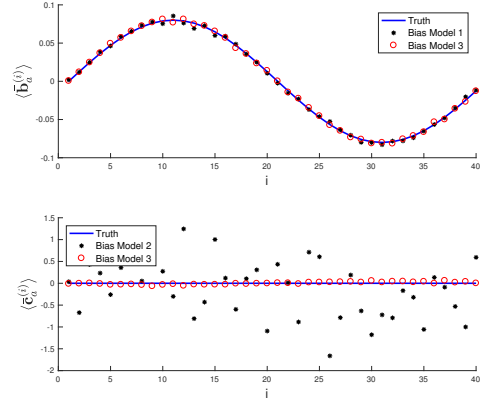 0.1
0.05
0
-0.05
-0.1
⟨b̄ₐ⁽ⁱ⁾⟩
Truth
Bias Model 1
Bias Model 3
0 5 10 15 20 25 30 35 40
i
1.5
1
0.5
0
-0.5
-1
-1.5
-2
⟨c̄ₐ⁽ⁱ⁾⟩
Truth
Bias Model 2
Bias Model 3
0 5 10 15 20 25 30 35 40
i